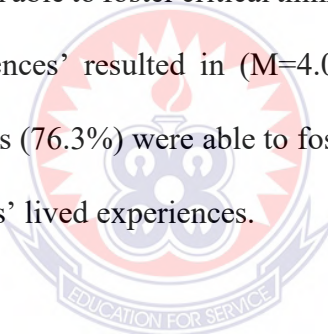 able to foster critical thin
ences’ resulted in (M=4.0
s (76.3%) were able to fos
s’ lived experiences.
EDUCATION FOR SERVICE